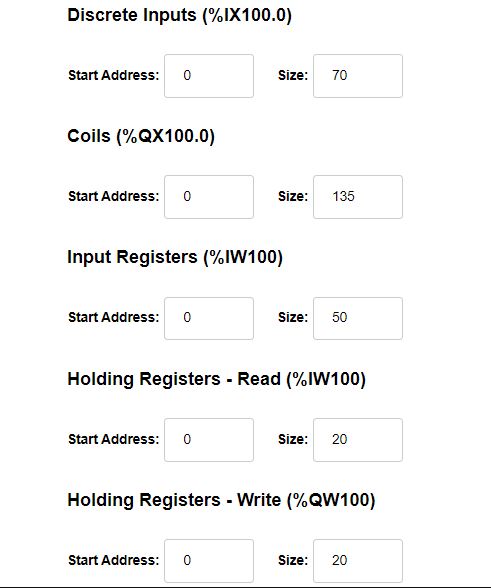 Discrete Inputs (%IX100.0)
Start Address: 0 Size: 70
Coils (%QX100.0)
Start Address: 0 Size: 135
Input Registers (%IW100)
Start Address: 0 Size: 50
Holding Registers - Read (%IW100)
Start Address: 0 Size: 20
Holding Registers - Write (%QW100)
Start Address: 0 Size: 20